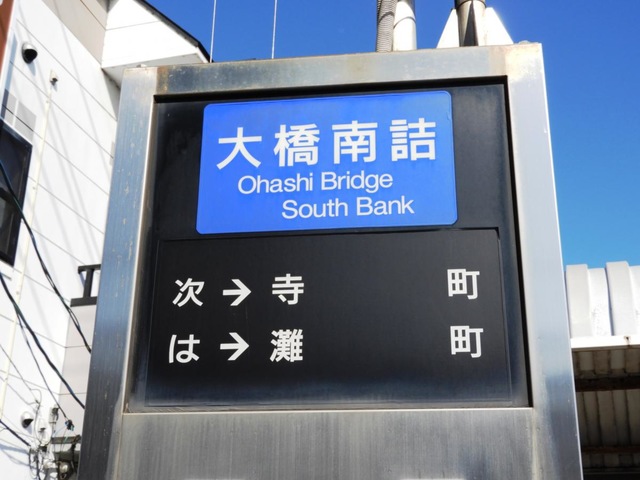 大橋南詰
Ohashi Bridge
South Bank
次→寺 町
は→灘 町